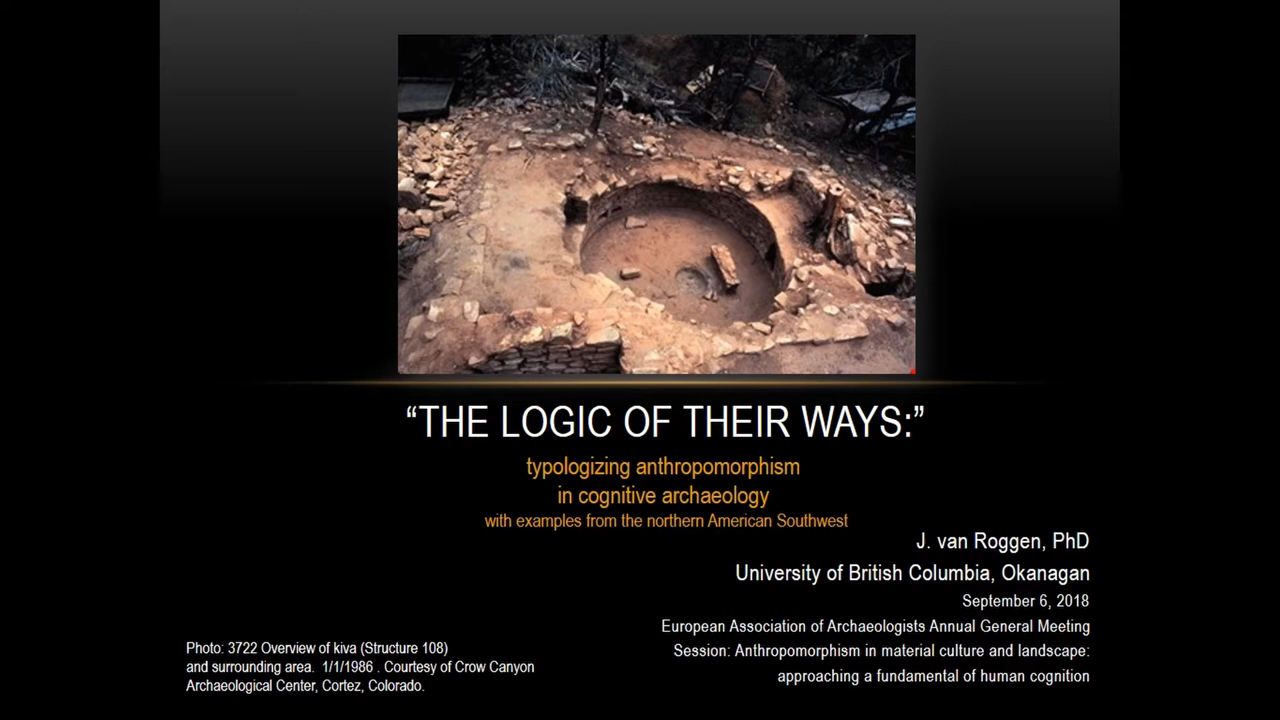 “THE LOGIC OF THEIR WAYS:”
typologizing anthropomorphism
in cognitive archaeology
with examples from the northern American Southwest
J. van Roggen, PhD
University of British Columbia, Okanagan
September 6, 2018
European Association of Archaeologists Annual General Meeting
Session: Anthropomorphism in material culture and landscape:
approaching a fundamental of human cognition
Photo: 3722 Overview of kiva (Structure 108)
and surrounding area.  1/1/1986 . Courtesy of Crow Canyon
Archaeological Center, Cortez, Colorado.